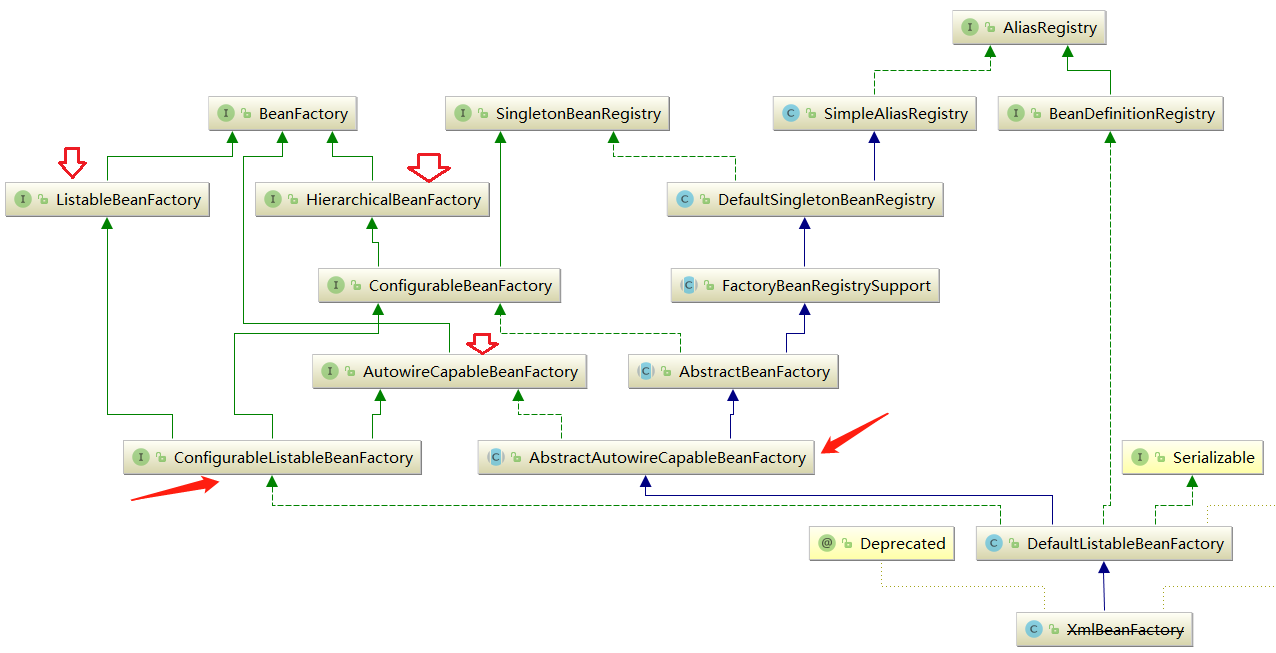 AliasRegistry
BeanFactory
SingletonBeanRegistry
SimpleAliasRegistry
BeanDefinitionRegistry
ListableBeanFactory
HierarchicalBeanFactory
DefaultSingletonBeanRegistry
ConfigurableBeanFactory
FactoryBeanRegistrySupport
AutowireCapableBeanFactory
AbstractBeanFactory
ConfigurableListableBeanFactory
AbstractAutowireCapableBeanFactory
Serializable
Deprecated
DefaultListableBeanFactory
XmlBeanFactory